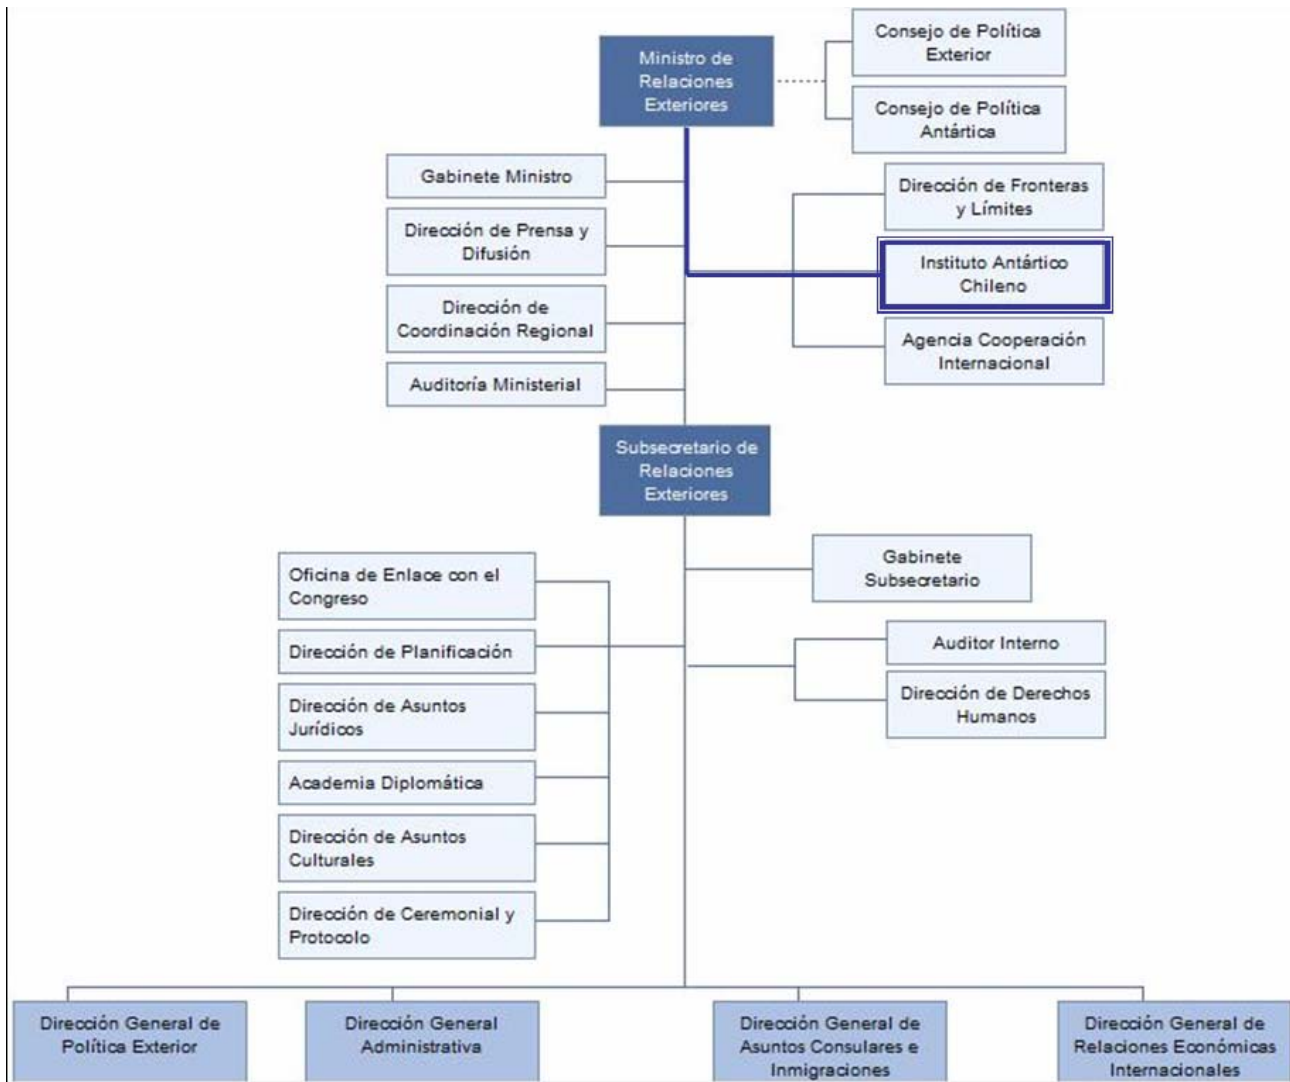 Ministro de
Relaciones
Exteriores
Consejo de Política
Exterior
Consejo de Política
Antártica
Gabinete Ministro
Dirección de Prensa y
Difusión
Dirección de
Coordinación Regional
Auditoría Ministerial
Dirección de Fronteras
y Límites
Instituto Antártico
Chileno
Agencia Cooperación
Internacional
Subsecretario de
Relaciones
Exteriores
Gabinete
Subsecretario
Auditor Interno
Dirección de Derechos
Humanos
Oficina de Enlace con el
Congreso
Dirección de Planificación
Dirección de Asuntos
Jurídicos
Academia Diplomática
Dirección de Asuntos
Culturales
Dirección de Ceremonial y
Protocolo
Dirección General de
Política Exterior
Dirección General
Administrativa
Dirección General de
Asuntos Consulares e
Inmigraciones
Dirección General de
Relaciones Económicas
Internacionales